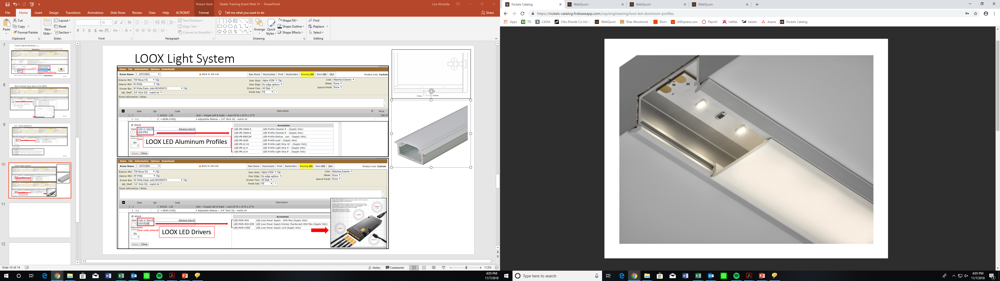 Picture Tools
Dealer Training Event Wed 14 - PowerPoint
Leo Almeida
File Home Insert Design Transitions Animations Slide Show Review View Help ACROBAT Format Tell me what you want to do Share
Paste
Cut
Copy
Format Painter
Clipboard
New Slide
Layout
Reset
Section
Slides
18
Font
Text Direction
Align Text
Convert to SmartArt
Paragraph
Arrange
Quick Styles
Shape Fill
Shape Outline
Shape Effects
Drawing
Find
Replace
Select
Editing
7
Finish Cabinet Bottoms
8
New Cabinet base Apron Sink (BAS)
9
CC - Raise Bottoms
10
LOOX Light System
11
12
LOOX Light System
Home File Information Options Downloads
Room Name 1 - KITCHEN Back to Job List New Room Recalculate Print Backorders Drawing (0) Docs (0) Q&A Product Line: Custom
Exterior Mtrl TM Nizza VG Door Style Alpha VGM Color Matches Exterior
Interior Mtrl M White Door Edge No edge options Sheen None
Drawer Box M White Dado Joint MOVENTO Drawer Face All Slab Special Finish None
Adj. Shelf 3/4" thick SQ - match int Finish Side FE
Room Information / Notes
Item Qty Code Description Price
1 - 1 1 W3020 - L/R Wall ~ Hinged Left & Right ~ size=30"W x 20"H x 27"D 199.37
1 - 1.1 0 • ADSH-3/4SQ • Adjustable Shelves ~ 3/4" thick SQ - match int
Attach
Item Code or Search Advance Search
1 LED-PR-
Description:
*****Item
Qty
1
Save Close
LOOX LED Aluminum Profiles
Accessories
LED-PR-CHAN-4 LED Profile Channel 4' - (Supply Only)
LED-PR-CHAN-8 LED Profile Channel 8' - (Supply Only)
LED-PR-ENDCAP LED Profile Endcap - pair - (Supply Only)
LED-PR-LEAD LED Profile Lead - (Supply Only)
LED-PR-LS-16 LED Profile Light Strip 16' - (Supply Only)
LED-PR-LS-4 LED Profile Light Strip 4' - (Supply Only)
LED-PR-LS-8 LED Profile Light Strip 8' - (Supply Only)
7.5mm 19.0mm
Home File Information Options Downloads
Room Name 1 - KITCHEN Back to Job List New Room Recalculate Print Backorders Drawing (0) Docs (0) Q&A Product Line: Custom
Exterior Mtrl TM Nizza VG Door Style Alpha VGM Color Matches Exterior
Interior Mtrl M White Door Edge No edge options Sheen None
Drawer Box M White Dado Joint MOVENTO Drawer Face All Slab Special Finish None
Adj. Shelf 3/4" thick SQ - match int Finish Side FE
Room Information / Notes
Item Qty Code Description
1 - 1 1 W3020 - L/R Wall ~ Hinged Left & Right ~ size=30"W x 20"H x 27"D
1 - 1.1 0 • ADSH-3/4SQ • Adjustable Shelves ~ 3/4" thick SQ - match int
Attach
Item Code or Search Advance Search
1 LED-PWR
Description:
*****Item code entered
Qty
1
Save Close
LOOX LED Drivers
Accessories
LED-PWR-40W LED Loox Power Supply - 40W Max (Supply Only)
LED-PWR-40W-DIM LED Loox Power Supply Dimmer (hardwired) 40W Max (Supply Only)
LED-PWR-CORD LED Loox Power Supply cord (Supply Only)
DRIVER
LIGHTS
SWITCH
Slide 10 of 14
Notes Comments 112%
4:05 PM
11/7/2018
Nickels Catalog WebQuoin WebQuoin WebQuoin
https://nickels-catalog.firebaseapp.com/sop/engineering/loox-led-aluminum-profiles
Apps TD CAIXA Hiku Brands Co Ltd WebQuoin Elias Woodwork Blum AliExpress.com Payroll hafele. kaizen Asana Nickels Catalog
Type here to search
4:05 PM
11/7/2018